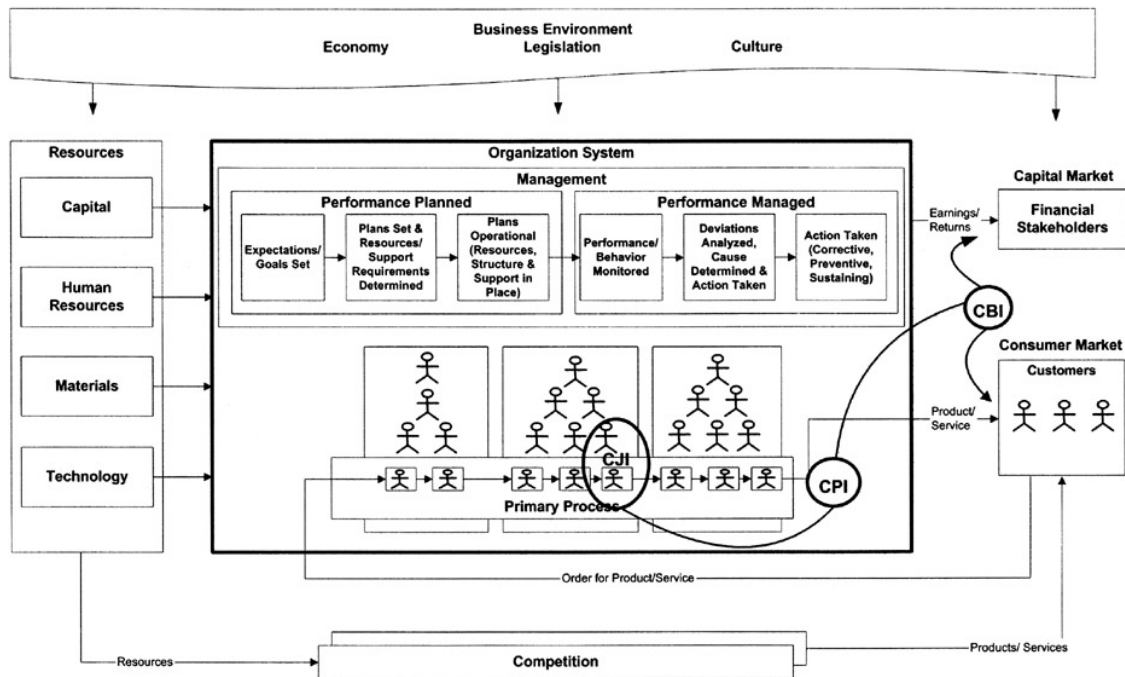 Business Environment
Economy
Legislation
Culture
Resources
Capital
Human
Resources
Materials
Technology
Organization System
Management
Performance Planned
Expectations/
Goals Set
Plans Set &
Resources/
Support
Requirements
Determined
Plans
Operational
(Resources,
Structure &
Support in
Place)
Performance Managed
Performance/
Behavior
Monitored
Deviations
Analyzed,
Cause
Determined &
Action Taken
Action Taken
(Corrective,
Preventive,
Sustaining)
Earnings/
Returns
Capital Market
Financial
Stakeholders
CBI
Consumer Market
Customers
Product/
Service
CJI
CPI
Primary Process
Order for Product/Service
Resources
Competition
Products/ Services